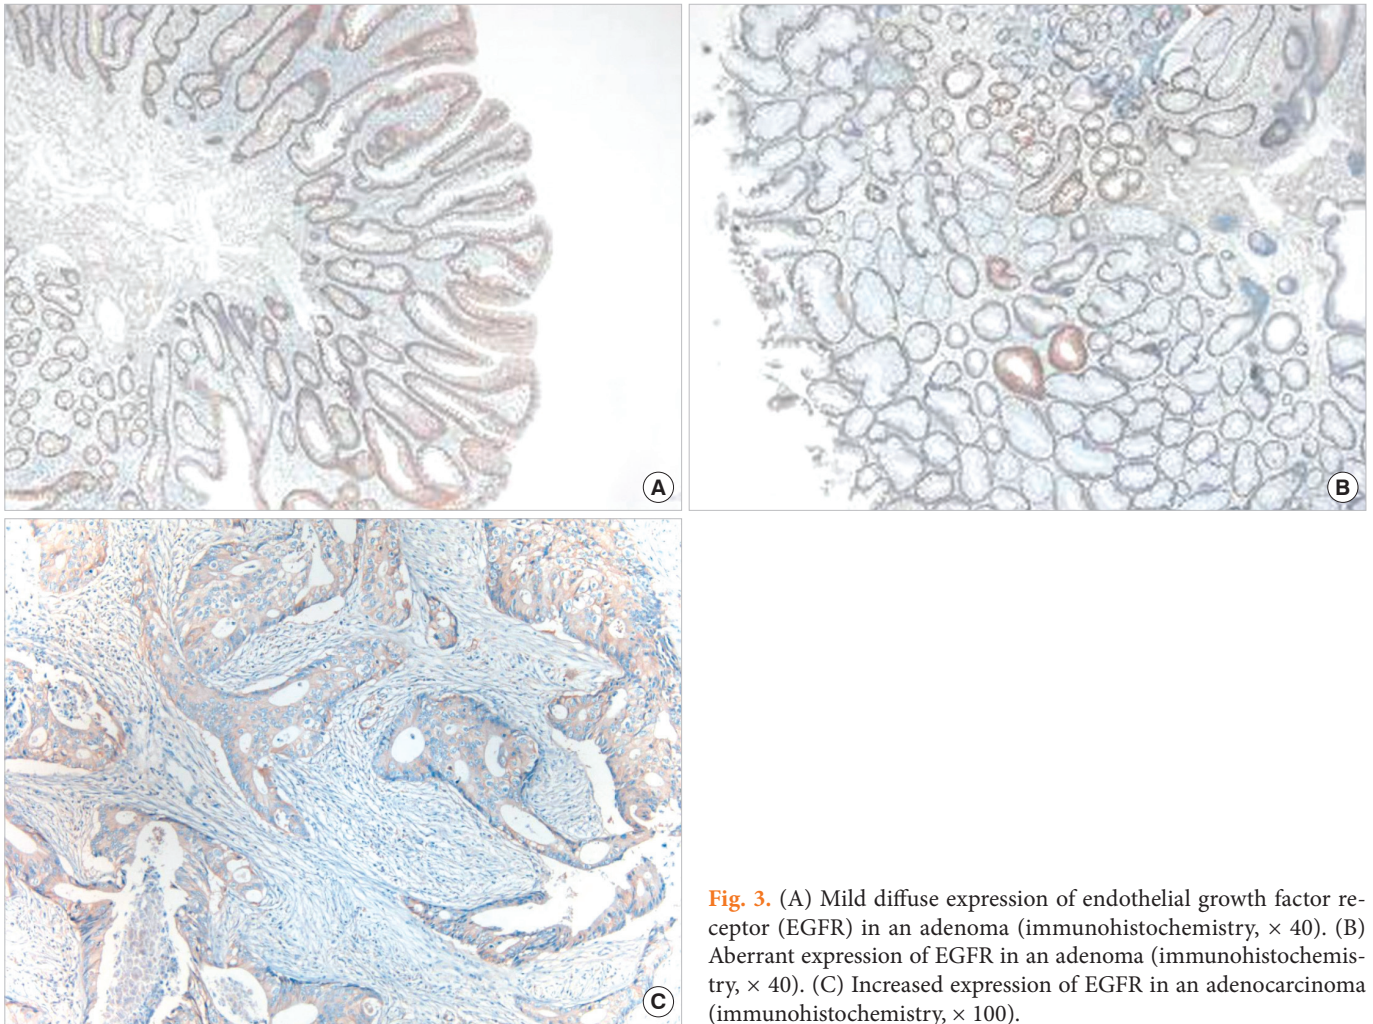 A
B
C
Fig. 3. (A) Mild diffuse expression of endothelial growth factor re-
ceptor (EGFR) in an adenoma (immunohistochemistry, × 40). (B)
Aberrant expression of EGFR in an adenoma (immunohistochemis-
try, × 40). (C) Increased expression of EGFR in an adenocarcinoma
(immunohistochemistry, × 100).